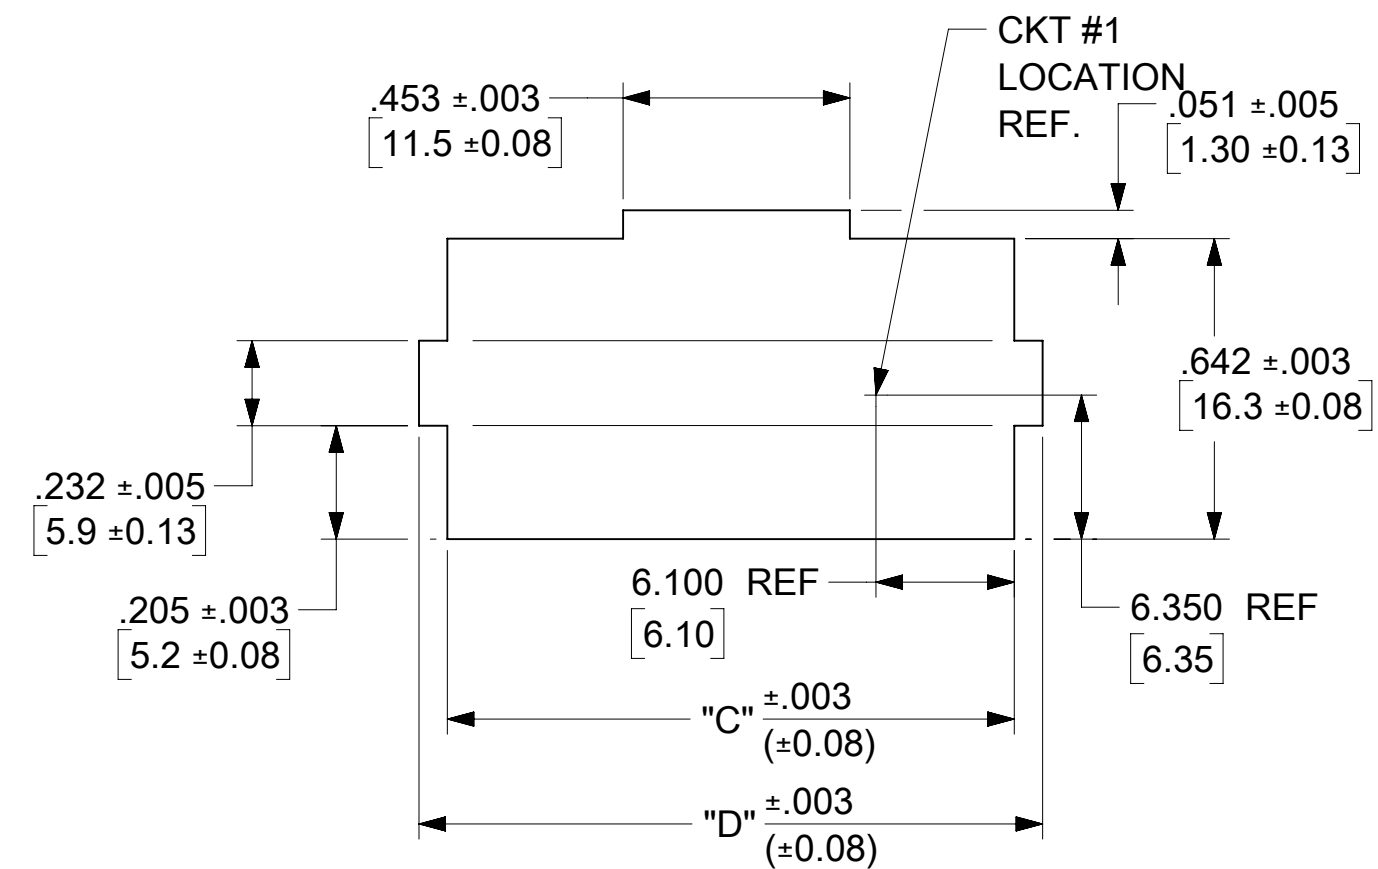 CKT #1
LOCATION
REF.
.453 ±.003
[11.5 ±0.08]
.051 ±.005
[1.30 ±0.13]
.642 ±.003
[16.3 ±0.08]
.232 ±.005
[5.9 ±0.13]
.205 ±.003
[5.2 ±0.08]
6.100 REF
[6.10]
6.350 REF
[6.35]
"C" ±.003
(±0.08)
"D" ±.003
(±0.08)